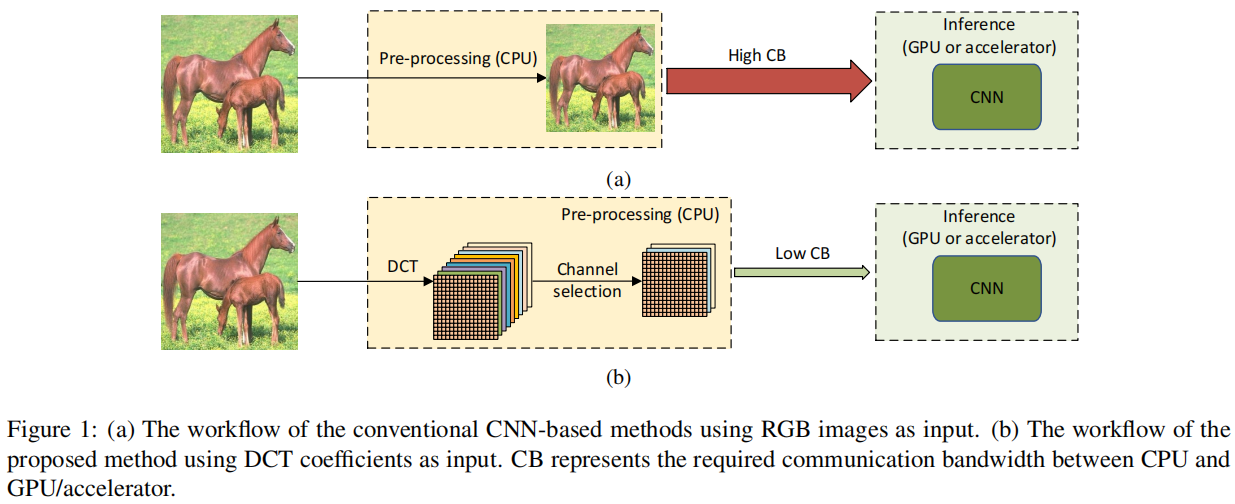 Pre-processing (CPU)
High CB
Inference
(GPU or accelerator)
CNN
(a)
Pre-processing (CPU)
DCT
Channel
selection
Low CB
Inference
(GPU or accelerator)
CNN
(b)
Figure 1: (a) The workflow of the conventional CNN-based methods using RGB images as input. (b) The workflow of the
proposed method using DCT coefficients as input. CB represents the required communication bandwidth between CPU and
GPU/accelerator.